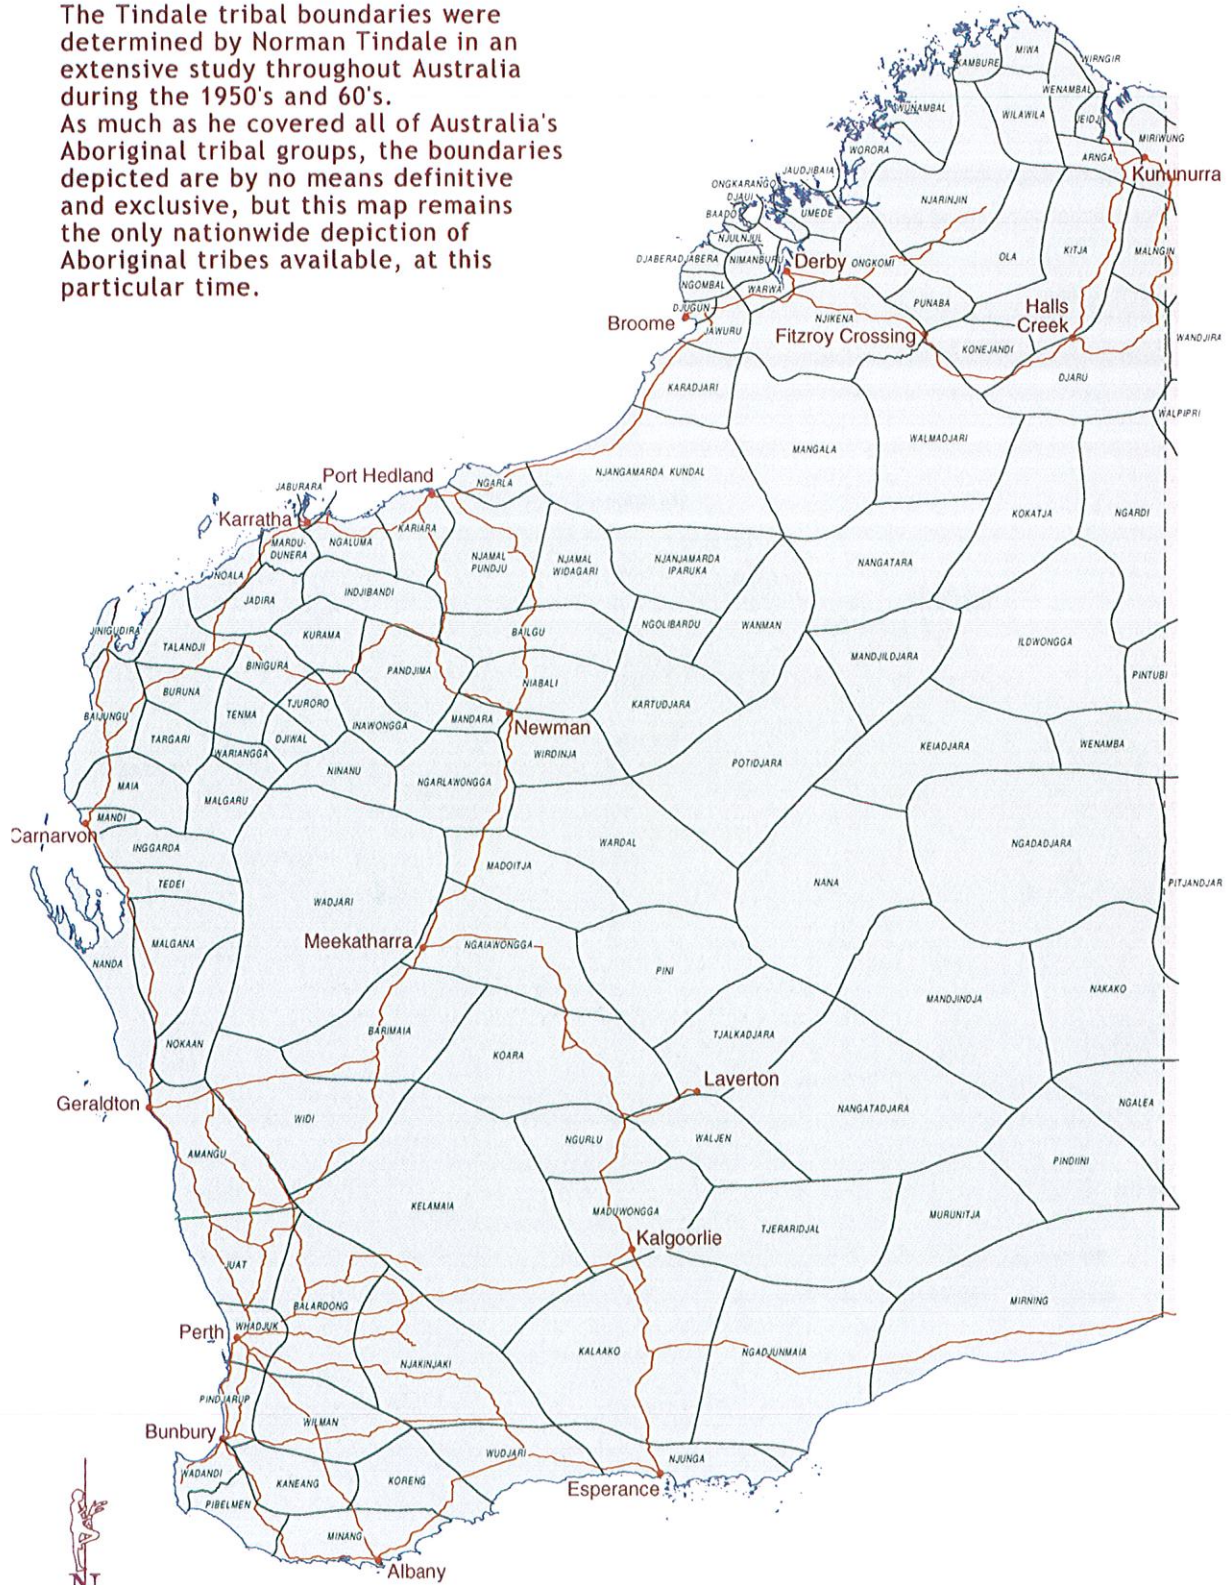 The Tindale tribal boundaries were
determined by Norman Tindale in an
extensive study throughout Australia
during the 1950's and 60's.
As much as he covered all of Australia's
Aboriginal tribal groups, the boundaries
depicted are by no means definitive
and exclusive, but this map remains
the only nationwide depiction of
Aboriginal tribes available, at this
particular time.
MIWA
KAMBURE
WIRNGIR
WENAMBAL
WUNAMBAL
WILAWILA
JEIDJI
MIRIWUNG
WORORA
ARNGA
JAUDJIBAIA
Kununurra
ONGKARANGO
DJAUI
BAADO
UMEDE
NJARINJIN
NJULNJUL
DJABERADJABERA
NIMANBURU
Derby
ONGKOMI
OLA
KITJA
MALNGIN
NGOMBAL
WARWA
DJUGUN
PUNABA
Halls
Creek
Broome
JAWURU
NJIKENA
Fitzroy Crossing
KONEJANDI
WANDJIRA
DJARU
KARADJARI
WALPIPRI
MANGALA
WALMADJARI
NJANGAMARDA KUNDAL
Port Hedland
NGARLA
JABURARA
KOKATJA
NGARDI
Karratha
KARIARA
MARDU-
DUNERA
NGALUMA
NJAMAL
PUNDJU
NJAMAL
WIDAGARI
NJANJAMARDA
IPARUKA
NANGATARA
NOALA
JADIRA
INDJIBANDI
JINIGUDIRA
TALANDJI
KURAMA
BAILGU
NGOLIBARDU
WANMAN
MANDJILDJARA
ILDWONGGA
BINIGURA
PANDJIMA
NIABALI
PINTUBI
BURUNA
TJURORO
KARTUDJARA
BAIJUNGU
TENMA
INAWONGGA
MANDARA
Newman
TARGARI
DJIWAL
WARIANGGA
WIRDINJA
KEIADJARA
WENAMBA
NINANU
NGARLAWONGGA
POTIDJARA
MAIA
MALGARU
MANDI
Carnarvon
INGGARDA
WARDAL
NGADADJARA
MADOITJA
TEDEI
NANA
PITJANDJAR
WADJARI
MALGANA
Meekatharra
NGAIAWONGGA
NANDA
PINI
NAKAKO
MANDJINDJA
NOKAAN
BARIMAIA
KOARA
TJALKADJARA
Laverton
Geraldton
WIDI
NANGATADJARA
NGALEA
AMANGU
NGURLU
WALJEN
PINDIINI
KELAMAIA
MADUWONGGA
MURUNITJA
TJERARIDJAL
Kalgoorlie
JUAT
BALARDONG
MIRNING
Perth
WHADJUK
KALAAKO
NGADJUNMAIA
NJAKINJAKI
PINDJARUP
WILMAN
Bunbury
WUDJARI
NJUNGA
WADANDI
KANEANG
KORENG
Esperance
PIBELMEN
MINANG
Albany